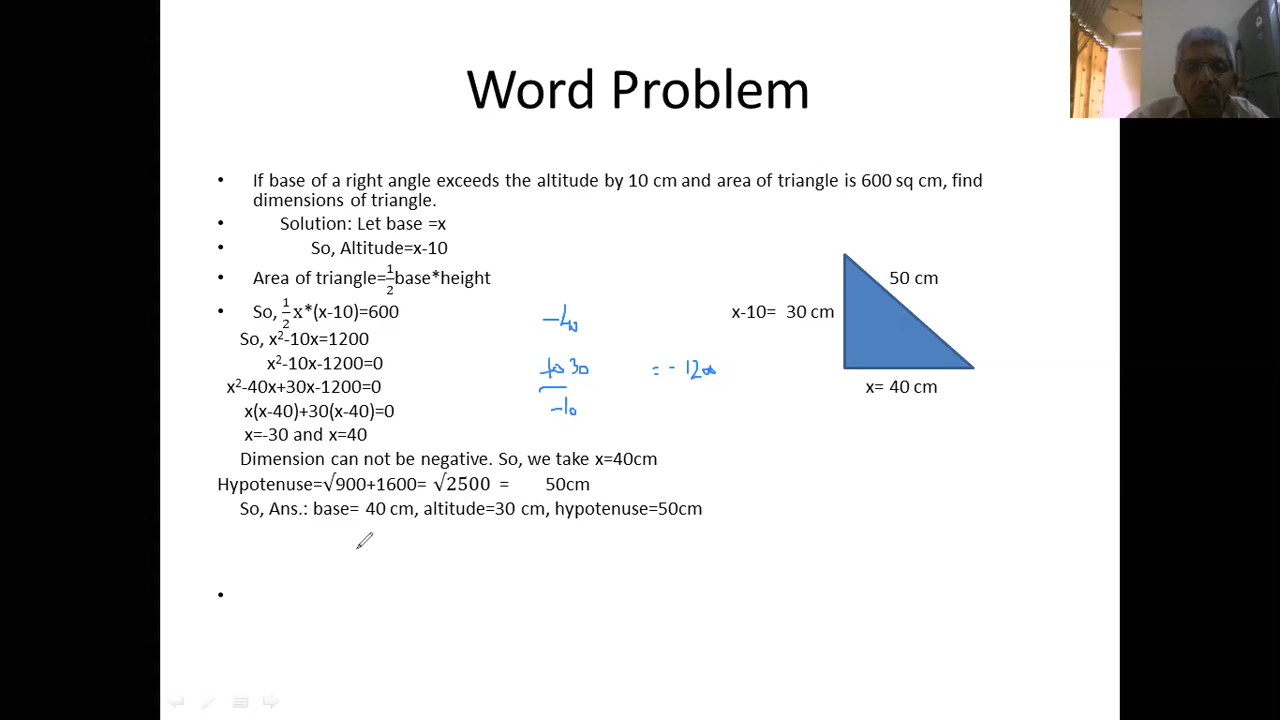 Word Problem
• If base of a right angle exceeds the altitude by 10 cm and area of triangle is 600 sq cm, find
dimensions of triangle.
• Solution: Let base =x
• So, Altitude=x-10
• Area of triangle=1/2base*height
• So, 1/2x*(x-10)=600
So, x²-10x=1200
x²-10x-1200=0
x²-40x+30x-1200=0
x(x-40)+30(x-40)=0
x=-30 and x=40
Dimension can not be negative. So, we take x=40cm
Hypotenuse=√900+1600= √2500 = 50cm
So, Ans.: base= 40 cm, altitude=30 cm, hypotenuse=50cm
•
-40
30 = - 1200
-10
50 cm
x-10= 30 cm
x= 40 cm